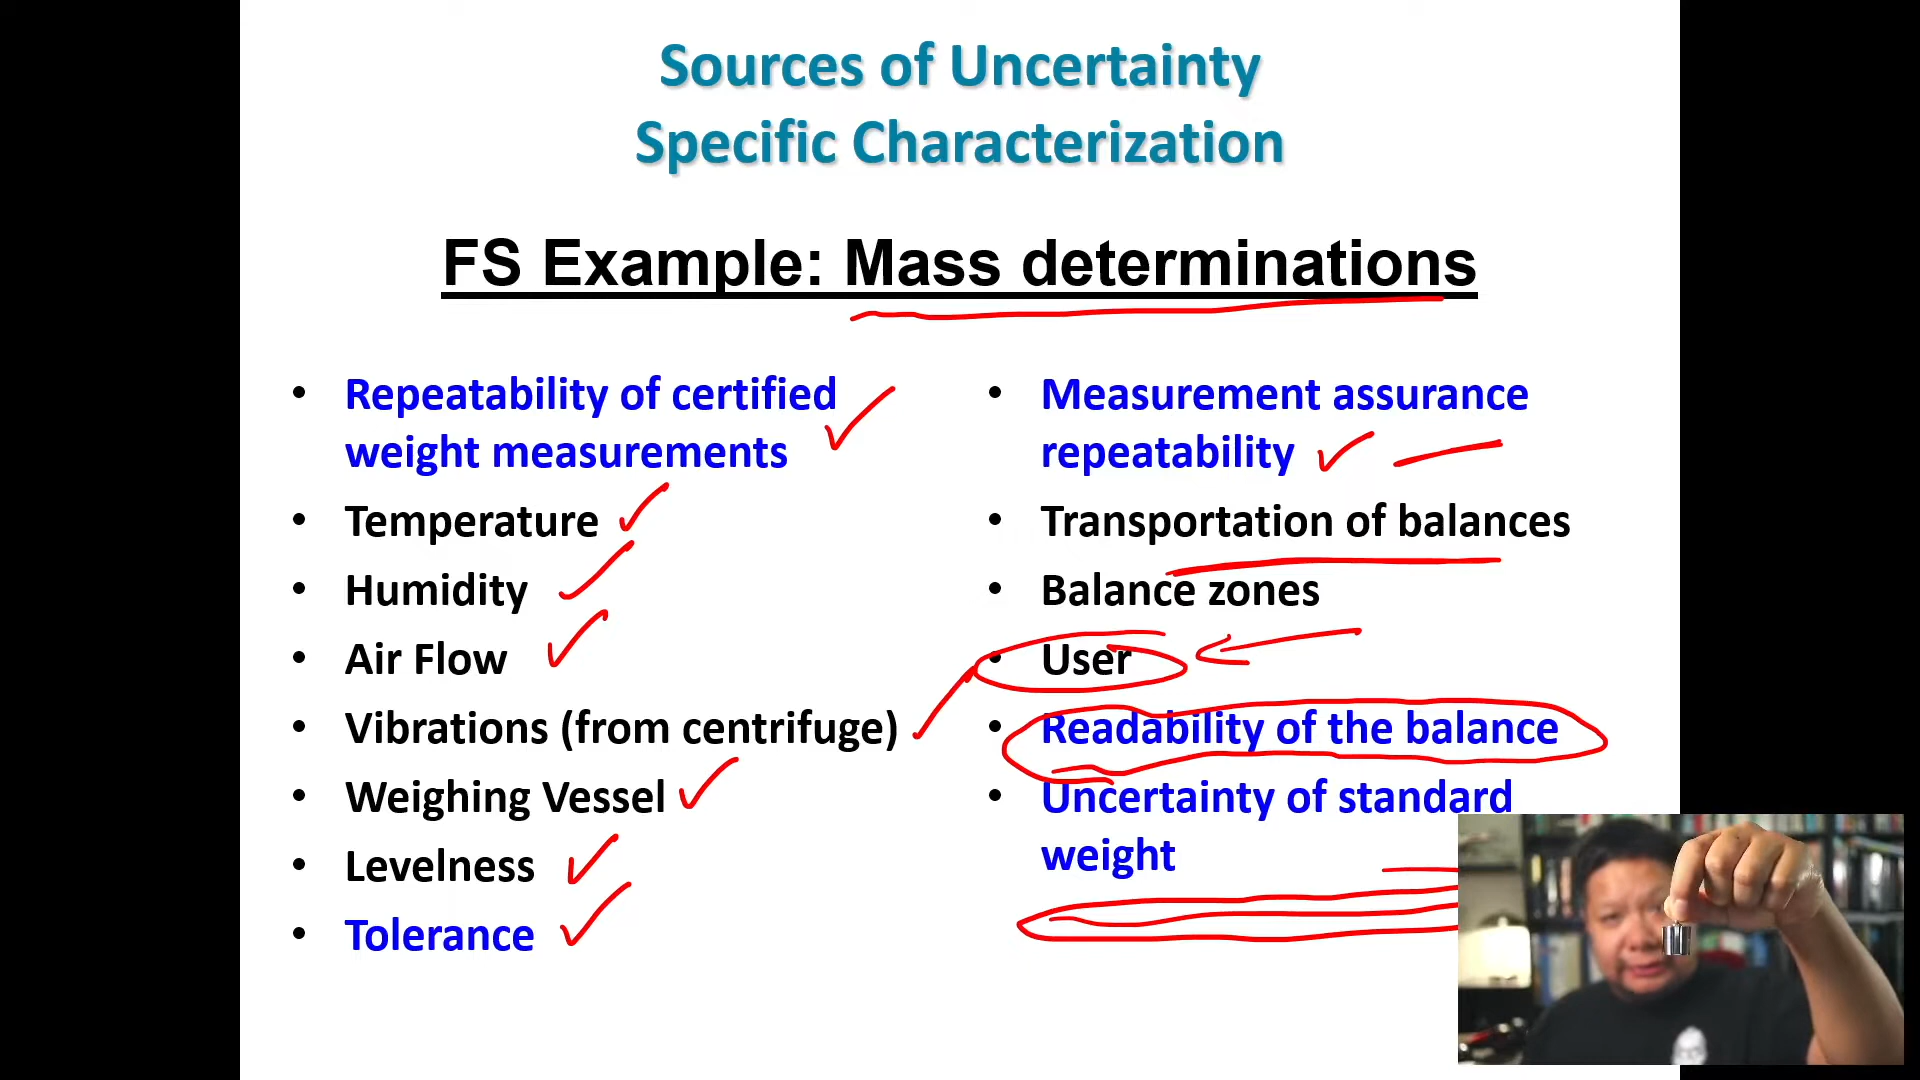 Sources of Uncertainty
Specific Characterization
FS Example: Mass determinations
• Repeatability of certified
weight measurements
• Temperature
• Humidity
• Air Flow
• Vibrations (from centrifuge)
• Weighing Vessel
• Levelness
• Tolerance
• Measurement assurance
repeatability
• Transportation of balances
• Balance zones
• User
• Readability of the balance
• Uncertainty of standard
weight